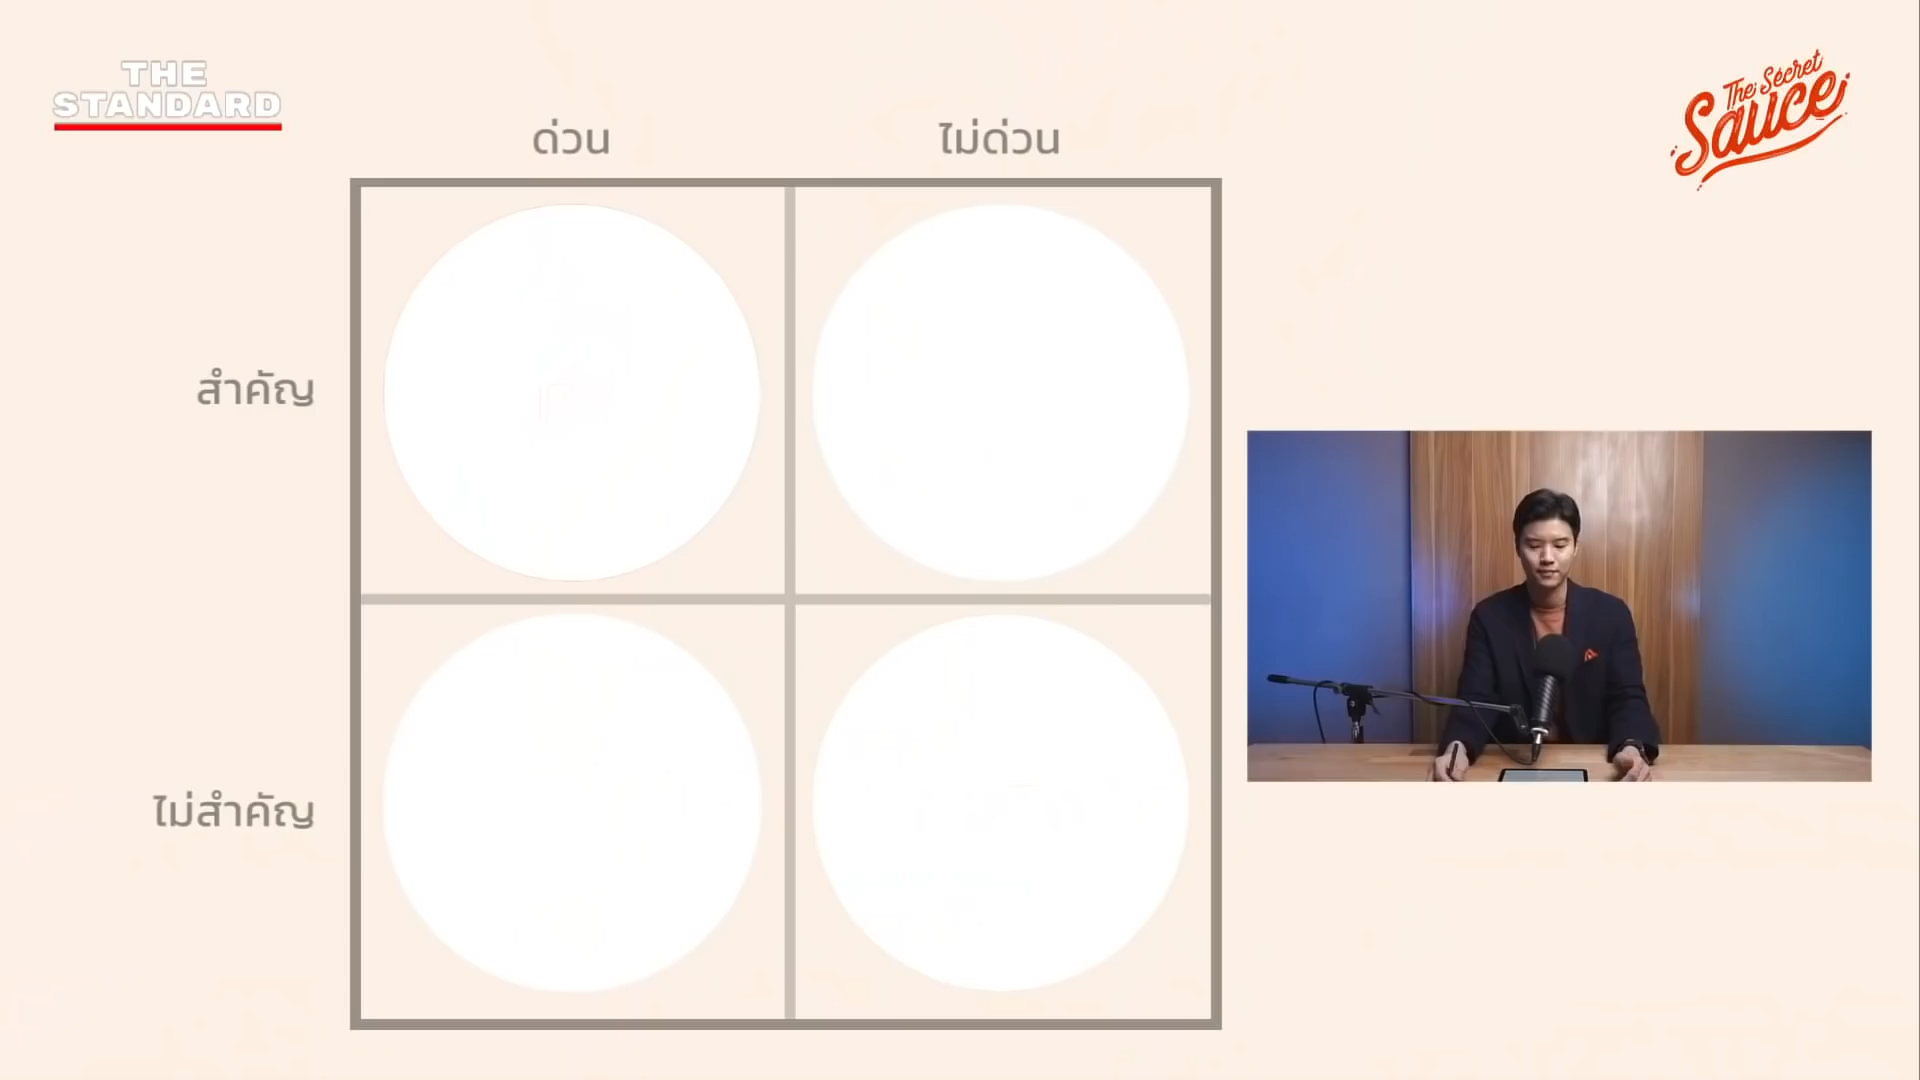 THE
STANDARD
The Secret
Sauce
ด่วน
ไม่ด่วน
สำคัญ
ไม่สำคัญ